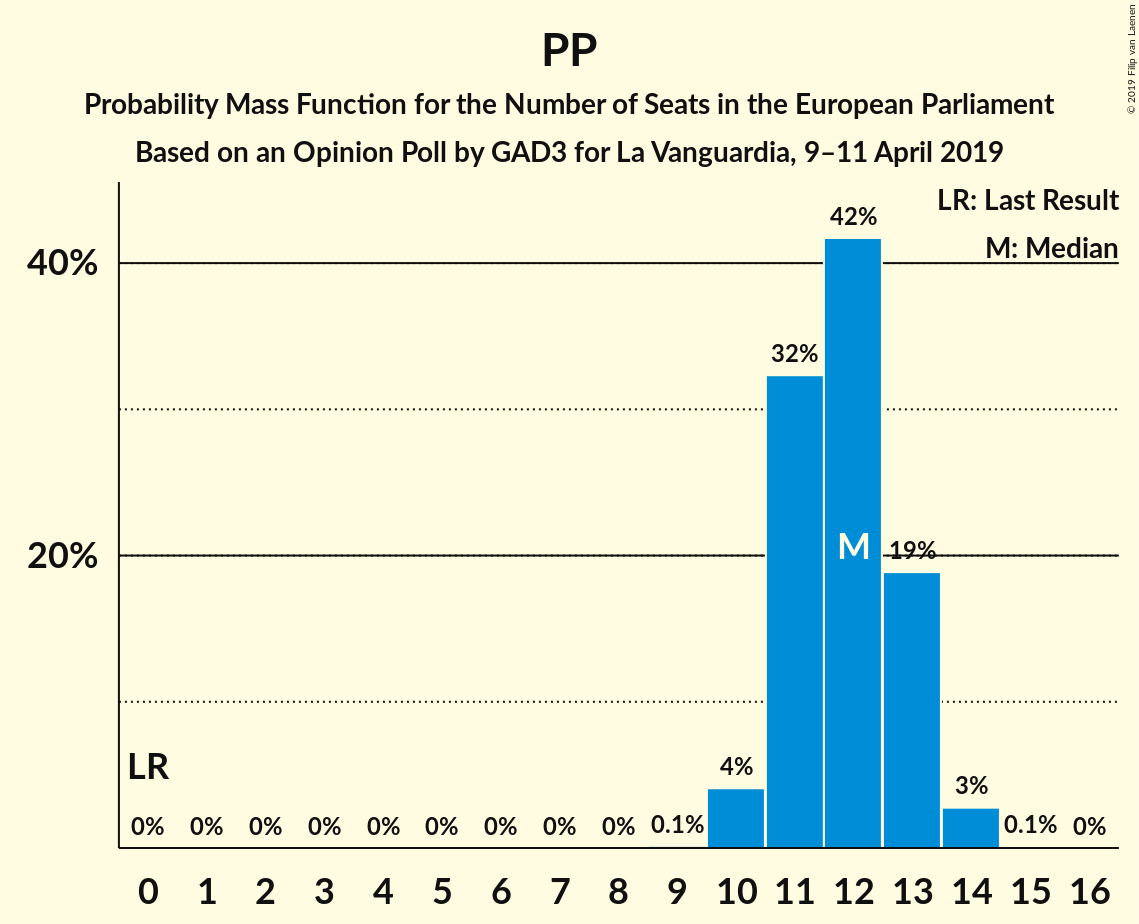 PP
Probability Mass Function for the Number of Seats in the European Parliament
Based on an Opinion Poll by GAD3 for La Vanguardia, 9–11 April 2019
© 2019 Filip van Laenen
LR: Last Result
M: Median
42%
40%
32%
M
19%
20%
LR
4%
3%
0% 0% 0% 0% 0% 0% 0% 0% 0% 0.1% 0.1% 0%
0 1 2 3 4 5 6 7 8 9 10 11 12 13 14 15 16